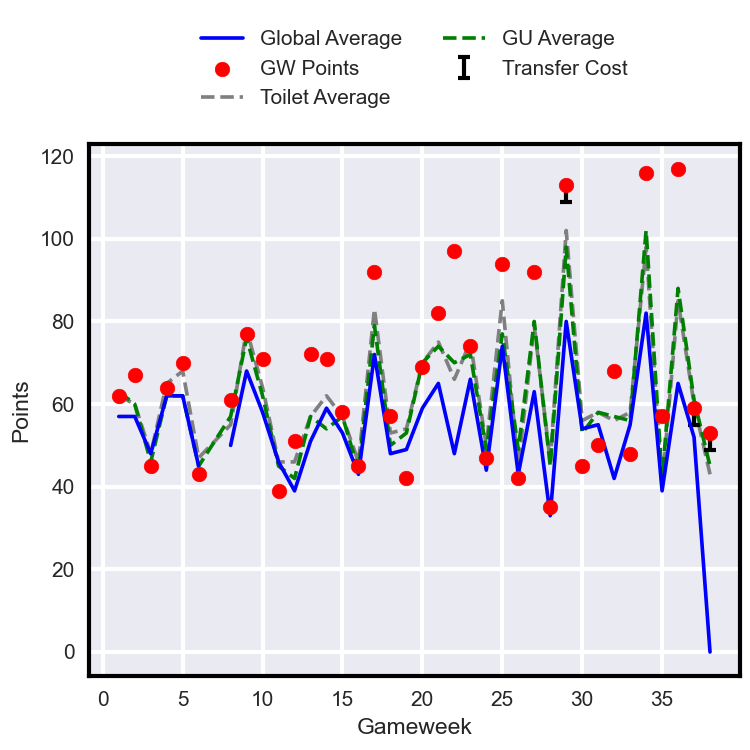 Global Average
GW Points
Toilet Average
GU Average
Transfer Cost
120
100
80
60
40
20
0
Points
0 5 10 15 20 25 30 35
Gameweek